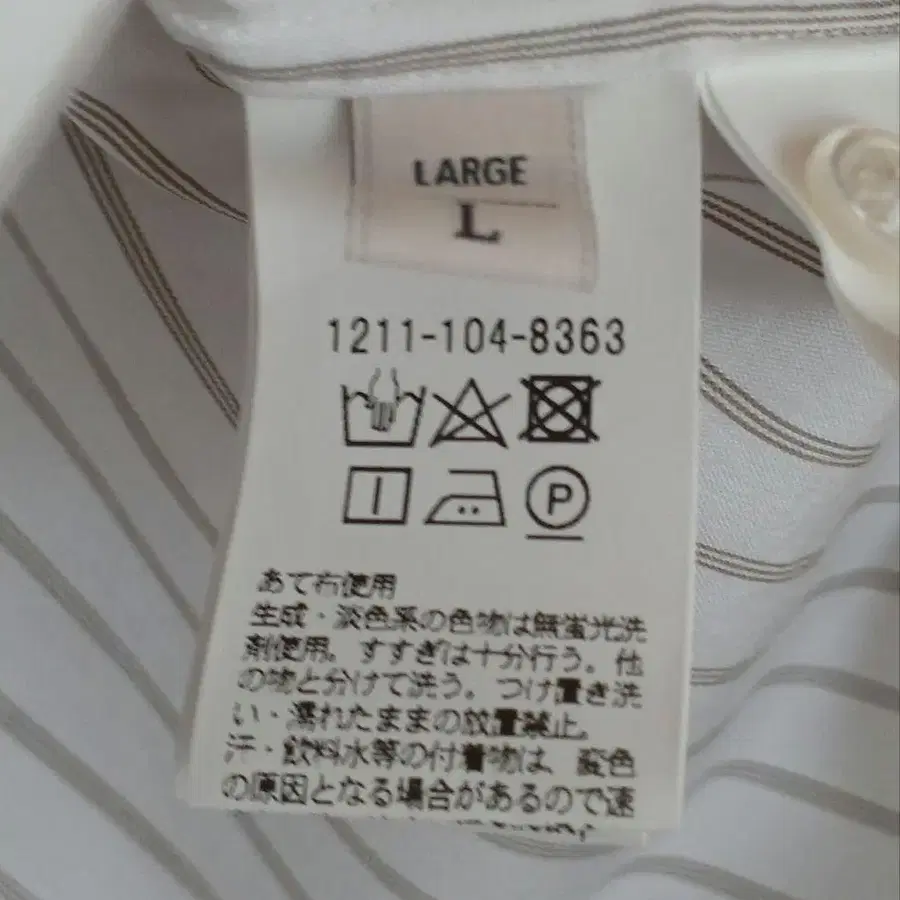 LARGE
L
1211-104-8363
P
あて布使用
生成・淡色系の色物は無蛍光洗
剤使用。すすぎは十分行う。他
の物と分けて洗う。つけ置き洗
い・濡れたままの放置禁止。
汗・飲料水等の付着物は、変色
の原因となる場合があるので速